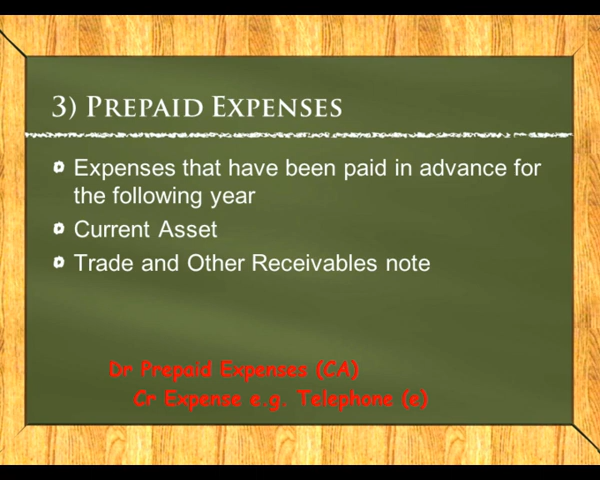 3) PREPAID EXPENSES
Expenses that have been paid in advance for
the following year
Current Asset
Trade and Other Receivables note
Dr Prepaid Expenses (CA)
Cr Expense e.g. Telephone (e)